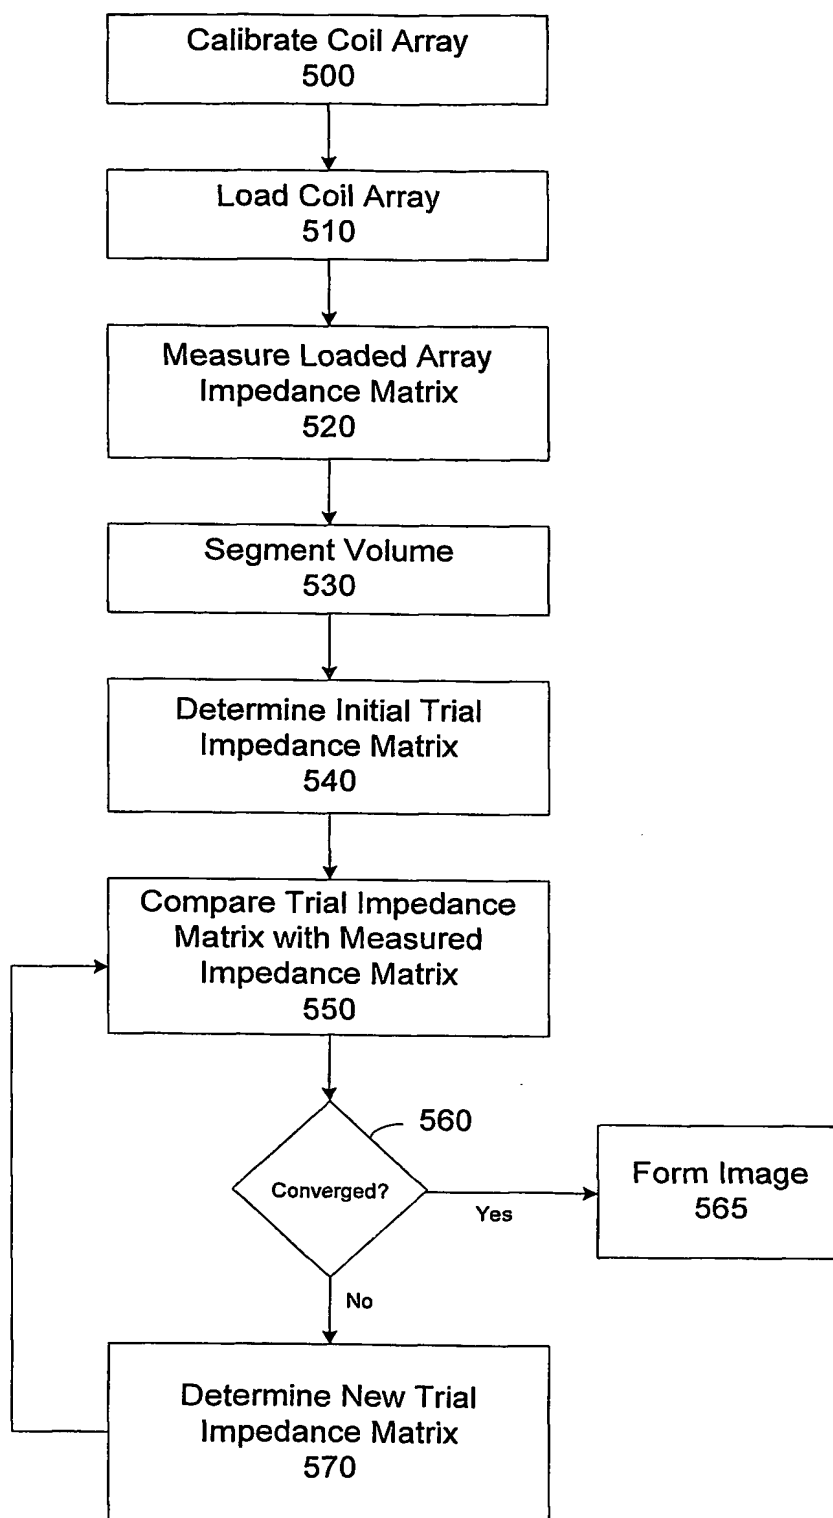 Calibrate Coil Array
500
Load Coil Array
510
Measure Loaded Array
Impedance Matrix
520
Segment Volume
530
Determine Initial Trial
Impedance Matrix
540
Compare Trial Impedance
Matrix with Measured
Impedance Matrix
550
560
Converged?
Yes
Form Image
565
No
Determine New Trial
Impedance Matrix
570